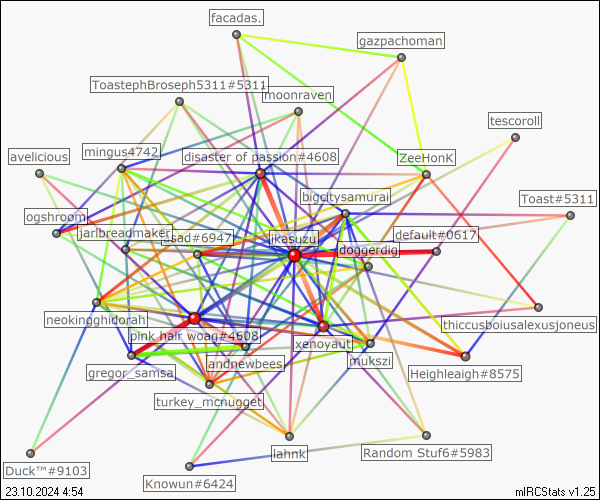 facadas.
gazpachoman
ToastephBroseph5311#5311
moonraven
tescoroll
mingus4742
disaster of passion#4608
avelicious
ZeeHonK
bigcitysamurai
Toast#5311
ogshroom
jarlbreadmaker
asad#6947
ikasuzu
default#0617
doggerdig
neokingghidorah
thiccusboiusalexusjoneus
pink hair woag#4608
xenovaut
andnewbees
mukszi
gregor_samsa
Heighleaigh#8575
turkey_mcnugget
lahnk
Random Stuf6#5983
Duck™#9103
Knowun#6424
23.10.2024 4:54
mIRCStats v1.25